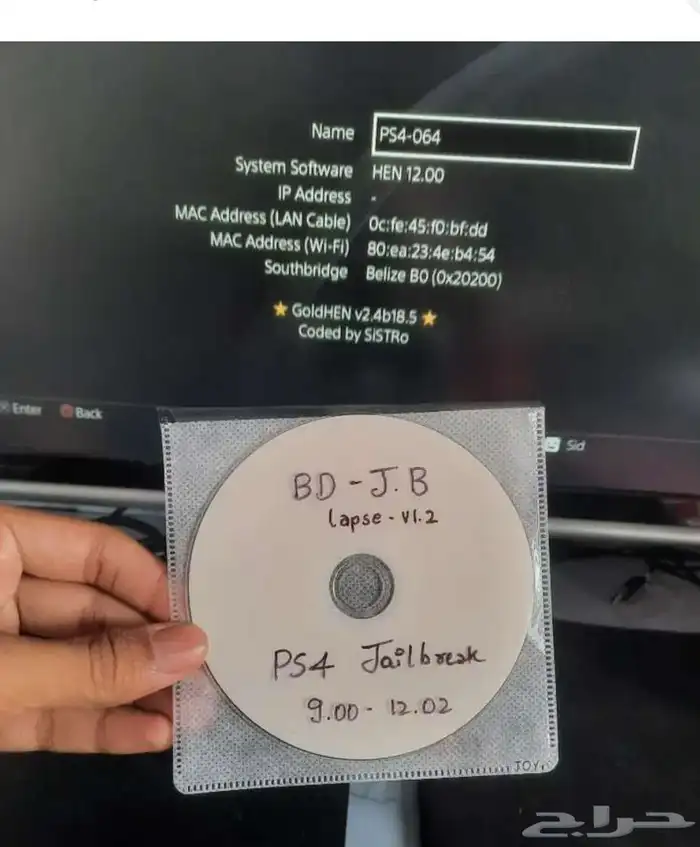 Name PS4-064
System Software HEN 12.00
IP Address -
MAC Address (LAN Cable) 0c:fe:45:f0:bf:dd
MAC Address (Wi-Fi) 80:ea:23:4e:b4:54
Southbridge Belize B0 (0x20200)
⭐ GoldHEN v2.4b18.5 ⭐
Coded by SiSTRo
Enter Back
Sid
BD-J.B
Lapse-v1.2
PS4 Jailbreak
9.00-12.02
JOY
حراج